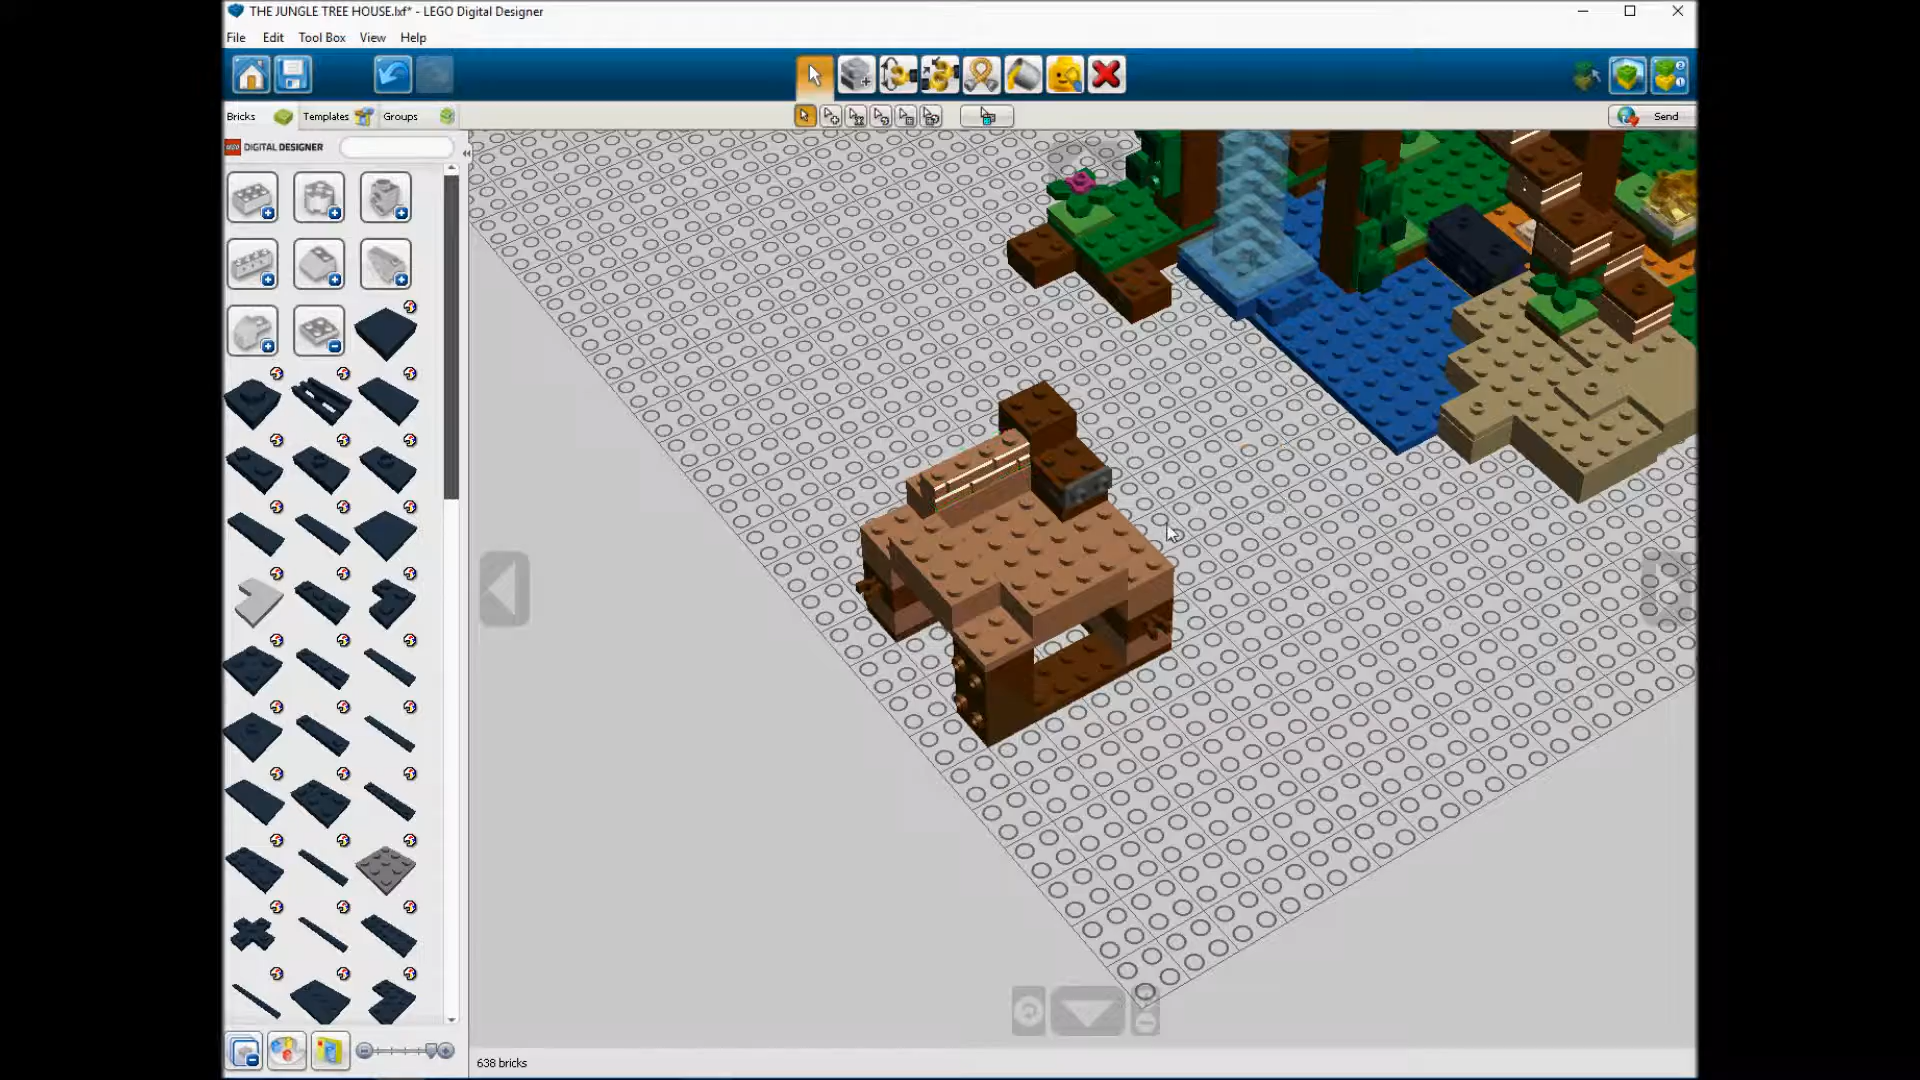 THE JUNGLE TREE HOUSE.lxf* - LEGO Digital Designer
File Edit Tool Box View Help
Bricks Templates Groups
Send
LEGO DIGITAL DESIGNER
638 bricks